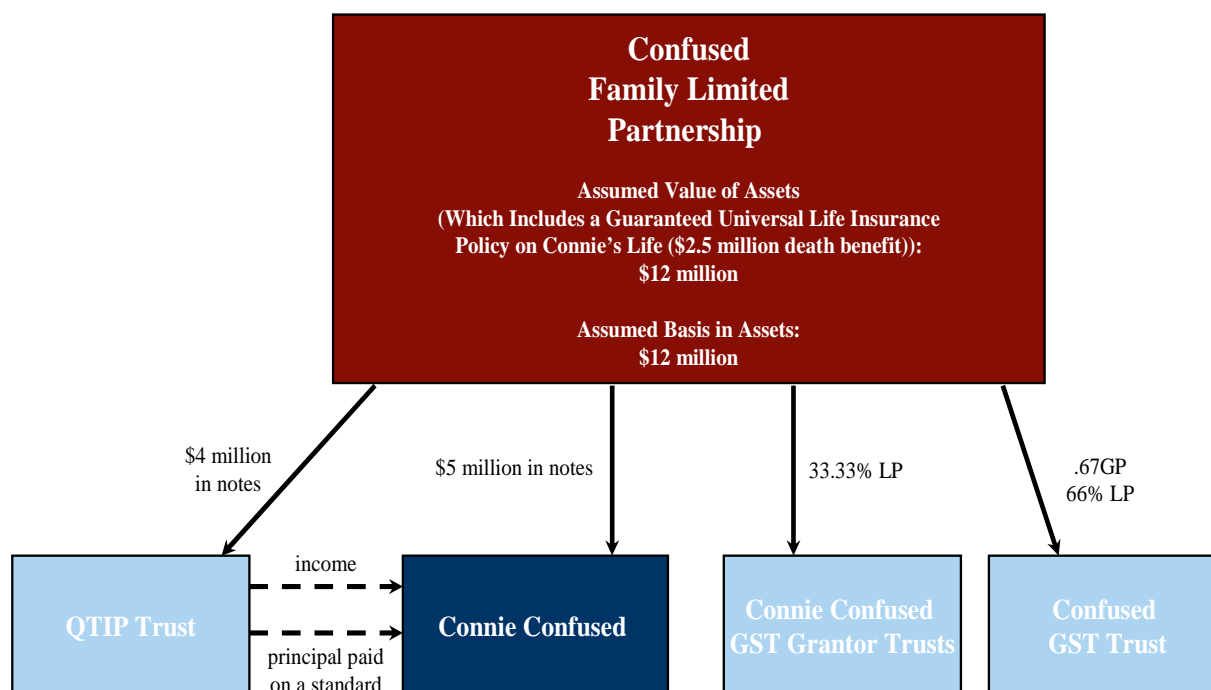 Confused
Family Limited
Partnership
Assumed Value of Assets
(Which Includes a Guaranteed Universal Life Insurance
Policy on Connie's Life ($2.5 million death benefit)):
$12 million
Assumed Basis in Assets:
$12 million
$4 million
in notes
$5 million in notes
33.33% LP
.67GP
66% LP
QTIP Trust
income
principal paid
on a standard
Connie Confused
Connie Confused
GST Grantor Trusts
Confused
GST Trust